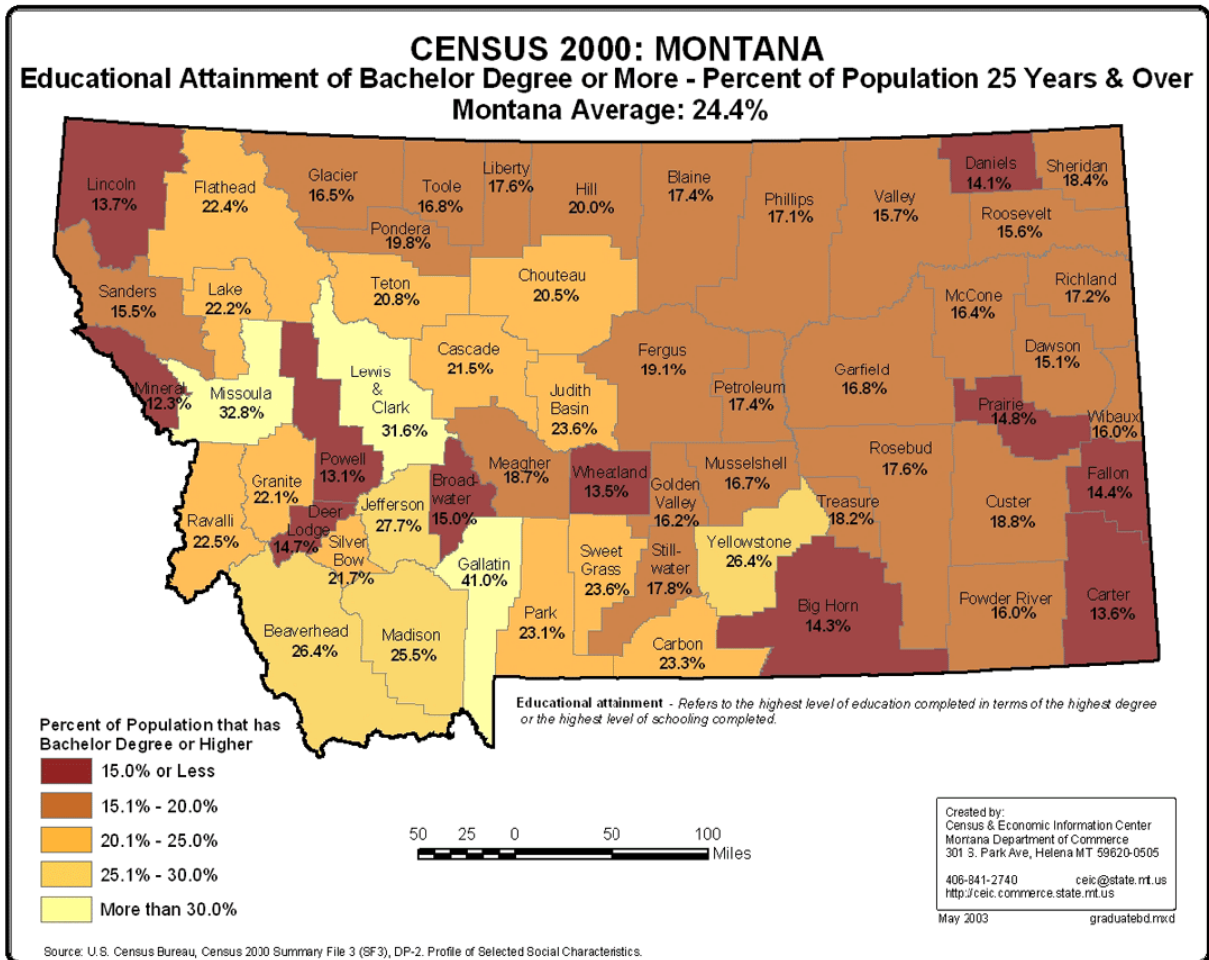 CENSUS 2000: MONTANA
Educational Attainment of Bachelor Degree or More - Percent of Population 25 Years & Over
Montana Average: 24.4%
Lincoln
13.7%
Flathead
22.4%
Glacier
16.5%
Toole
16.8%
Liberty
17.6%
Hill
20.0%
Blaine
17.4%
Phillips
17.1%
Valley
15.7%
Daniels
14.1%
Sheridan
18.4%
Roosevelt
15.6%
Pondera
19.8%
Sanders
15.5%
Lake
22.2%
Teton
20.8%
Chouteau
20.5%
McCone
16.4%
Richland
17.2%
Dawson
15.1%
Mineral
12.3%
Missoula
32.8%
Lewis
&
Clark
31.6%
Cascade
21.5%
Judith
Basin
23.6%
Fergus
19.1%
Petroleum
17.4%
Garfield
16.8%
Prairie
14.8%
Wibaux
16.0%
Powell
13.1%
Granite
22.1%
Ravalli
22.5%
Deer
Lodge
14.7%
Silver
Bow
21.7%
Jefferson
27.7%
Broad-
water
15.0%
Meagher
18.7%
Wheatland
13.5%
Golden
Valley
16.2%
Musselshell
16.7%
Rosebud
17.6%
Treasure
18.2%
Custer
18.8%
Fallon
14.4%
Gallatin
41.0%
Park
23.1%
Sweet
Grass
23.6%
Still-
water
17.8%
Yellowstone
26.4%
Carbon
23.3%
Big Horn
14.3%
Powder River
16.0%
Carter
13.6%
Beaverhead
26.4%
Madison
25.5%
Educational attainment - Refers to the highest level of education completed in terms of the highest degree
or the highest level of schooling completed.
Percent of Population that has
Bachelor Degree or Higher
15.0% or Less
15.1% - 20.0%
20.1% - 25.0%
25.1% - 30.0%
More than 30.0%
50 25 0 50 100
Miles
Created by:
Census & Economic Information Center
Montana Department of Commerce
301 S. Park Ave, Helena MT 59620-0505
406-841-2740 ceic@state.mt.us
http://ceic.commerce.state.mt.us
May 2003 graduatebd.mxd
Source: U.S. Census Bureau, Census 2000 Summary File 3 (SF3), DP-2. Profile of Selected Social Characteristics.